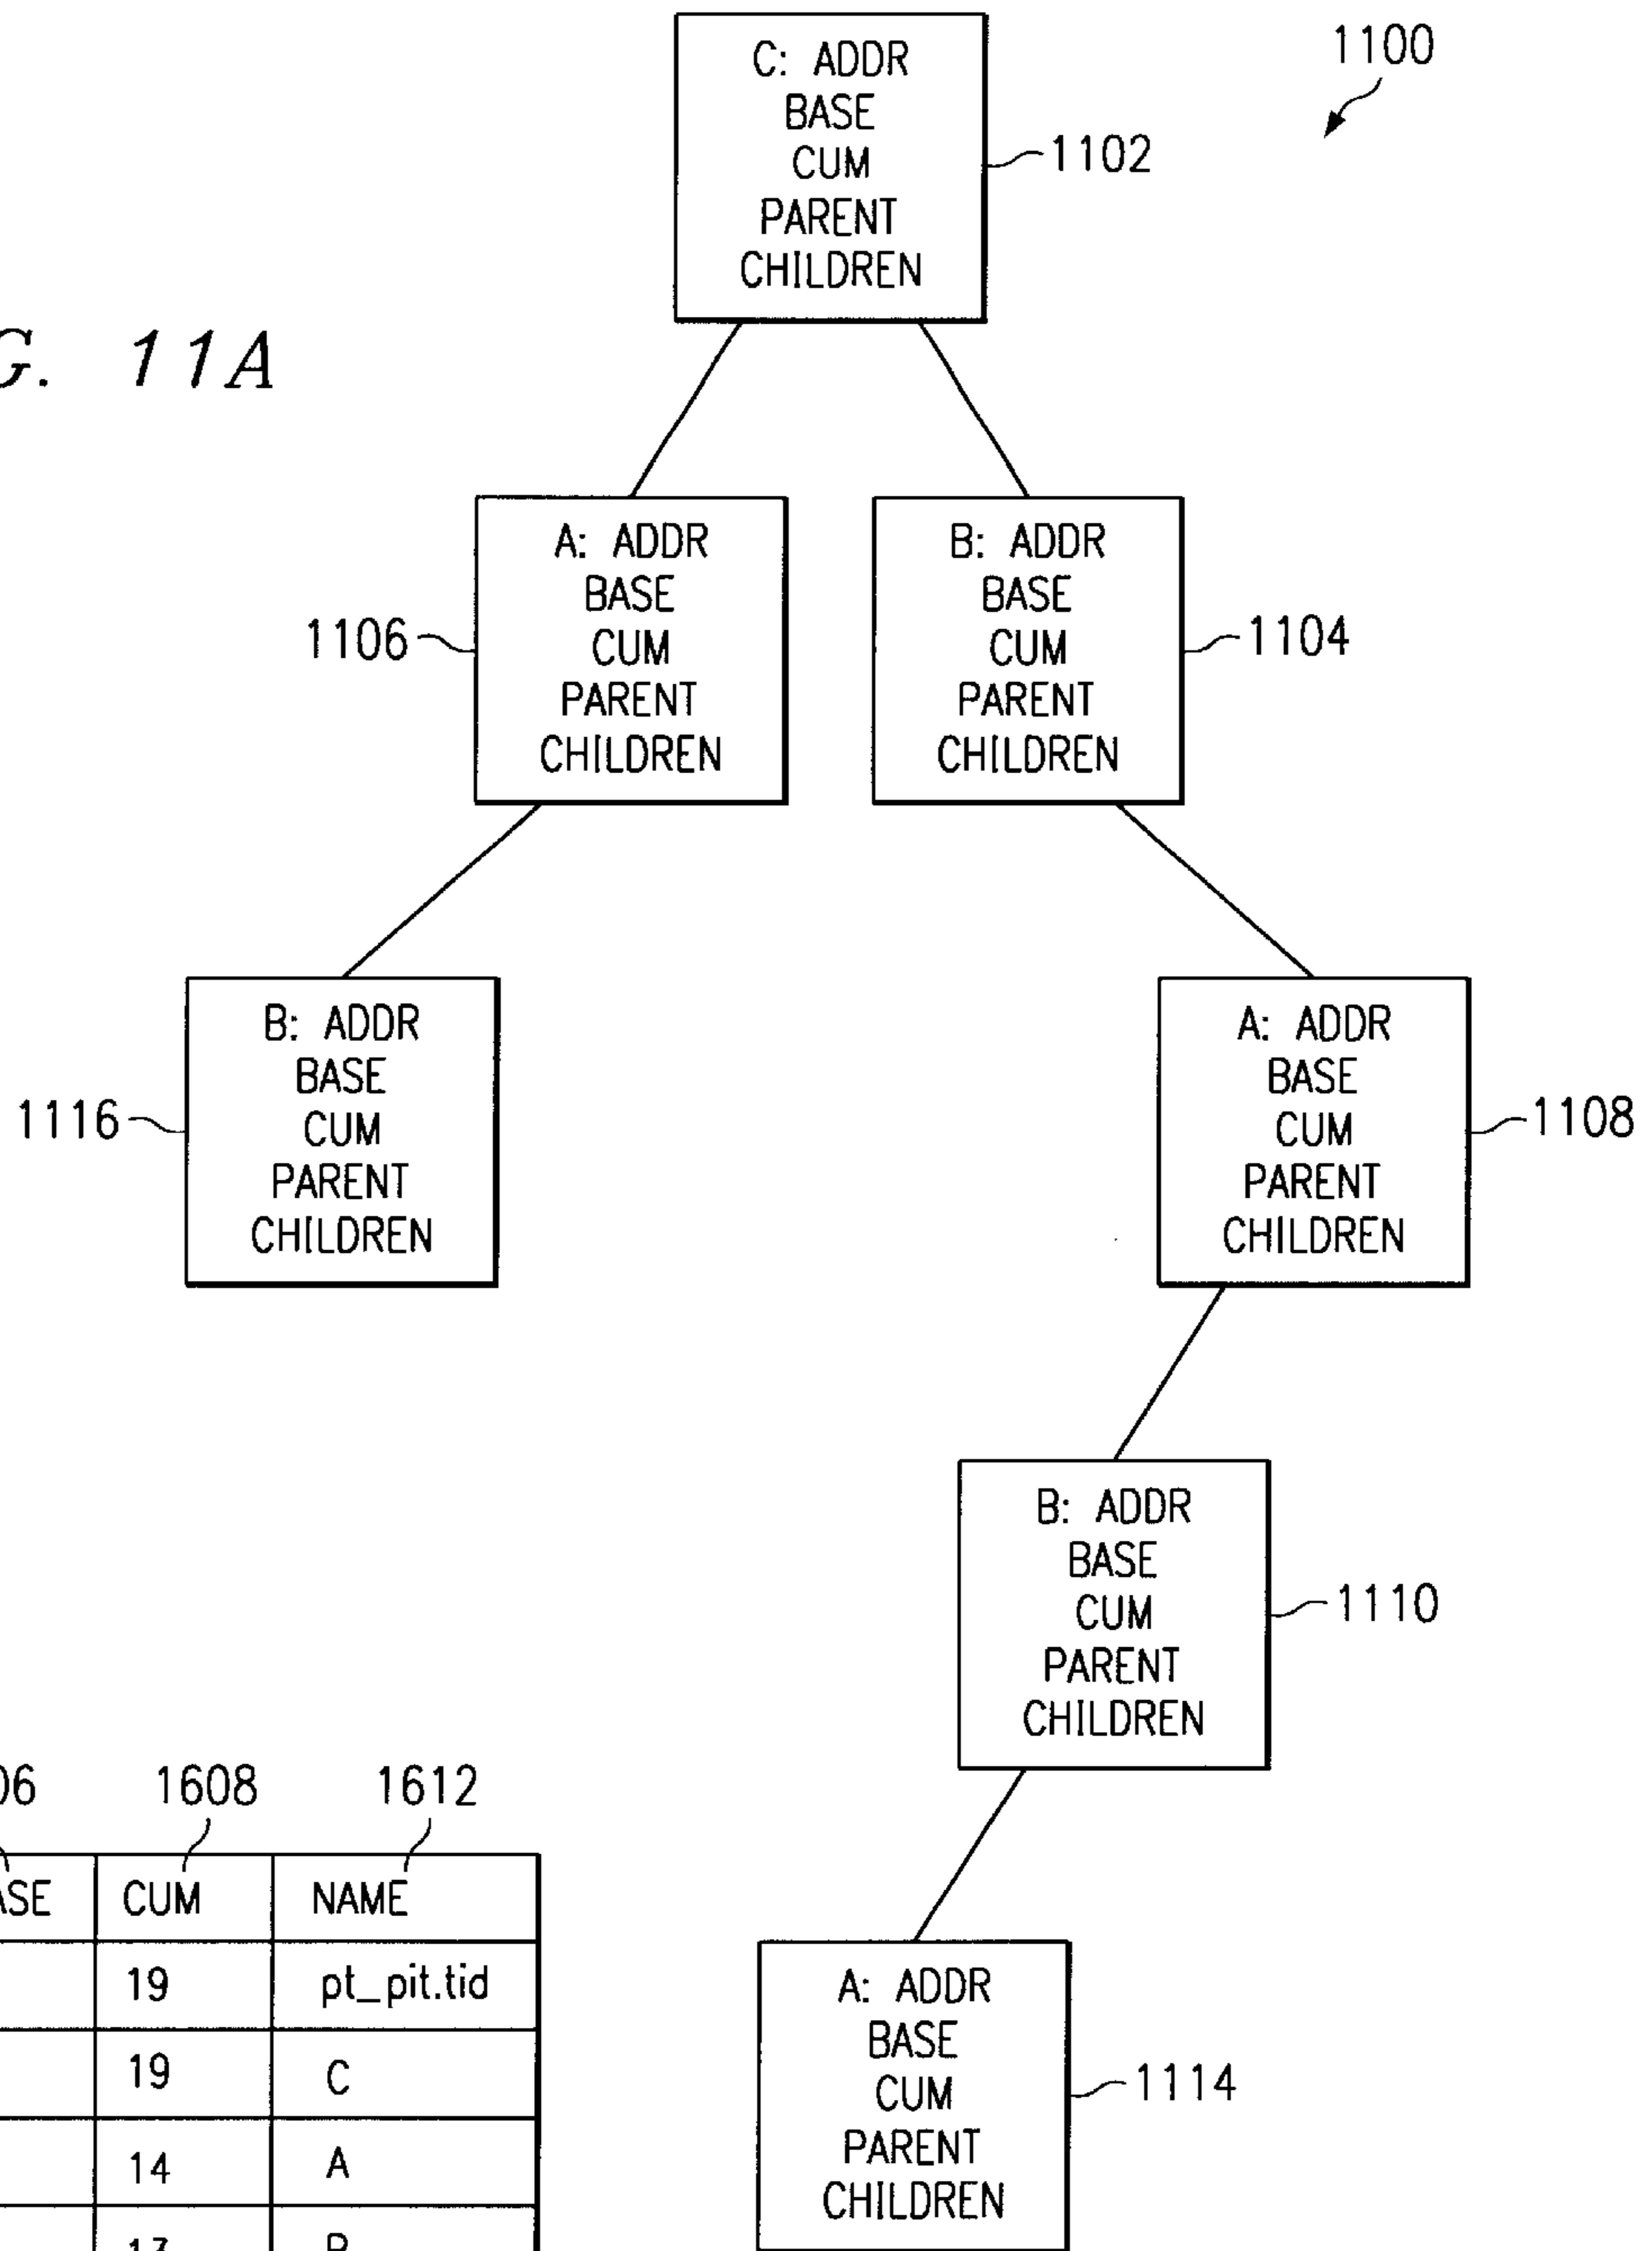 1100
C: ADDR
BASE
CUM
PARENT
CHILDREN
1102
G. 11A
A: ADDR
BASE
CUM
PARENT
CHILDREN
1106
B: ADDR
BASE
CUM
PARENT
CHILDREN
1104
B: ADDR
BASE
CUM
PARENT
CHILDREN
1116
A: ADDR
BASE
CUM
PARENT
CHILDREN
1108
B: ADDR
BASE
CUM
PARENT
CHILDREN
1110
06 1608 1612
ASE CUM NAME
19 pt_pit.tid
19 C
14 A
13 B
A: ADDR
BASE
CUM
PARENT
CHILDREN
1114